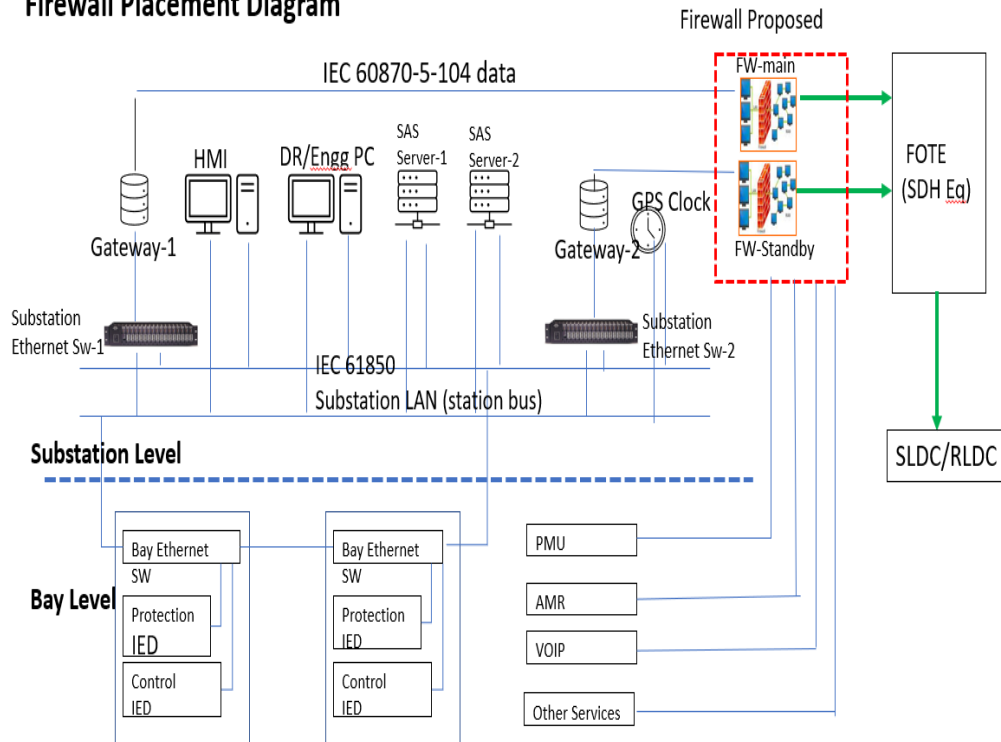 Firewall Placement Diagram
Firewall Proposed
IEC 60870-5-104 data
FW-main
SAS
Server-1
SAS
Server-2
HMI
DR/Engg PC
FOTE
(SDH Eq)
GPS Clock
Gateway-1
Gateway-2
FW-Standby
Substation
Ethernet Sw-1
Substation
Ethernet Sw-2
IEC 61850
Substation LAN (station bus)
Substation Level
SLDC/RLDC
Bay Ethernet
SW
Bay Ethernet
SW
PMU
Bay Level
Protection
IED
Protection
IED
AMR
VOIP
Control
IED
Control
IED
Other Services